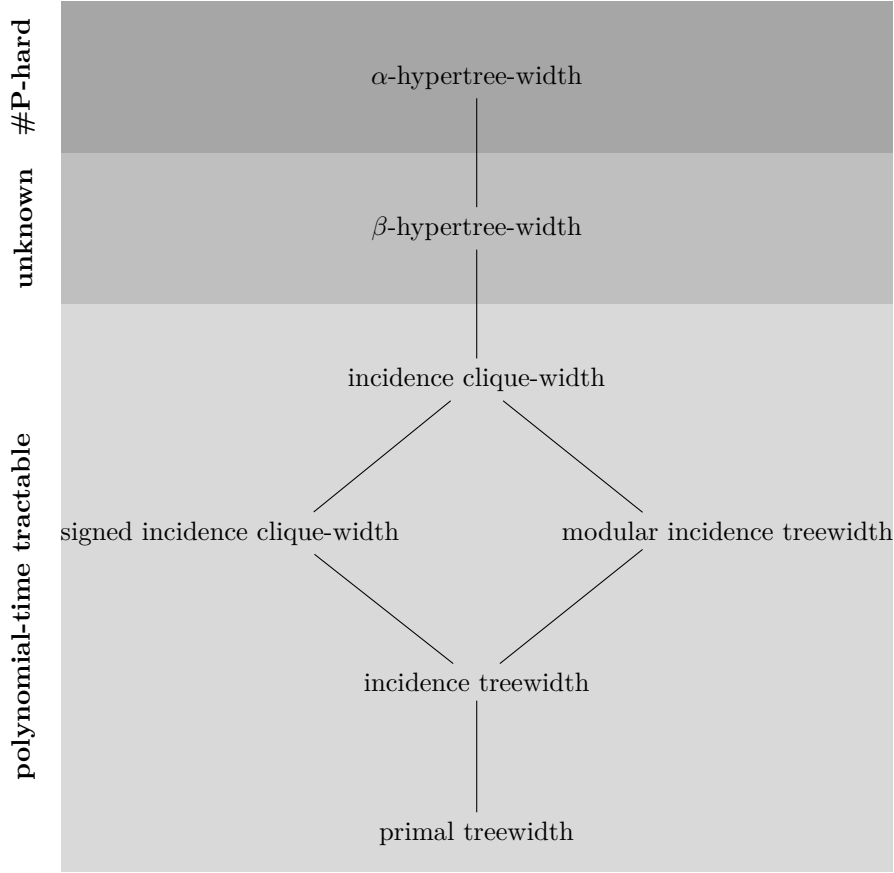 #P-hard
α-hypertree-width
unknown
β-hypertree-width
polynomial-time tractable
incidence clique-width
signed incidence clique-width
modular incidence treewidth
incidence treewidth
primal treewidth